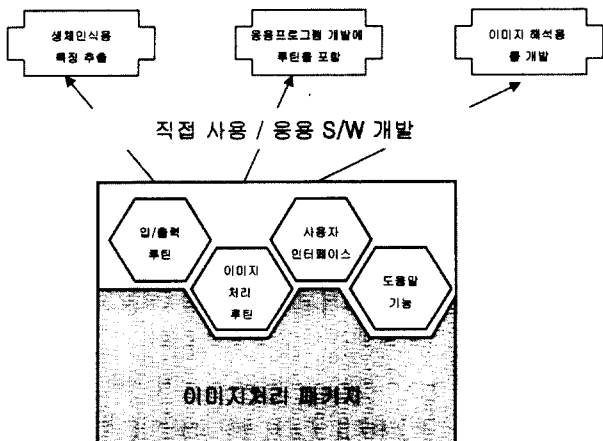 생체인식용
특징 추출
응용프로그램 개발에
루틴을 포함
이미지 해석용
툴 개발
직접 사용 / 응용 S/W 개발
입/출력
루틴
사용자
인터페이스
이미지
처리
루틴
도움말
기능
이미지처리 패키지